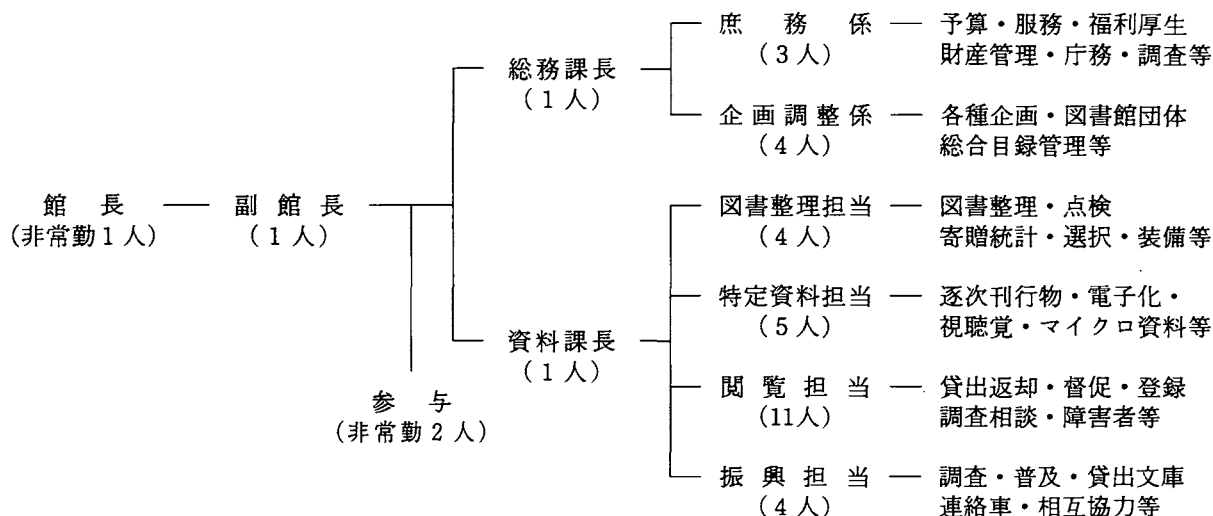 館長
(非常勤1人)
副館長
(1人)
参与
(非常勤2人)
総務課長
(1人)
庶務係
(3人)
予算・服務・福利厚生
財産管理・庁務・調査等
企画調整係
(4人)
各種企画・図書館団体
総合目録管理等
資料課長
(1人)
図書整理担当
(4人)
図書整理・点検
寄贈統計・選択・装備等
特定資料担当
(5人)
逐次刊行物・電子化・
視聴覚・マイクロ資料等
閲覧担当
(11人)
貸出返却・督促・登録
調査相談・障害者等
振興担当
(4人)
調査・普及・貸出文庫
連絡車・相互協力等